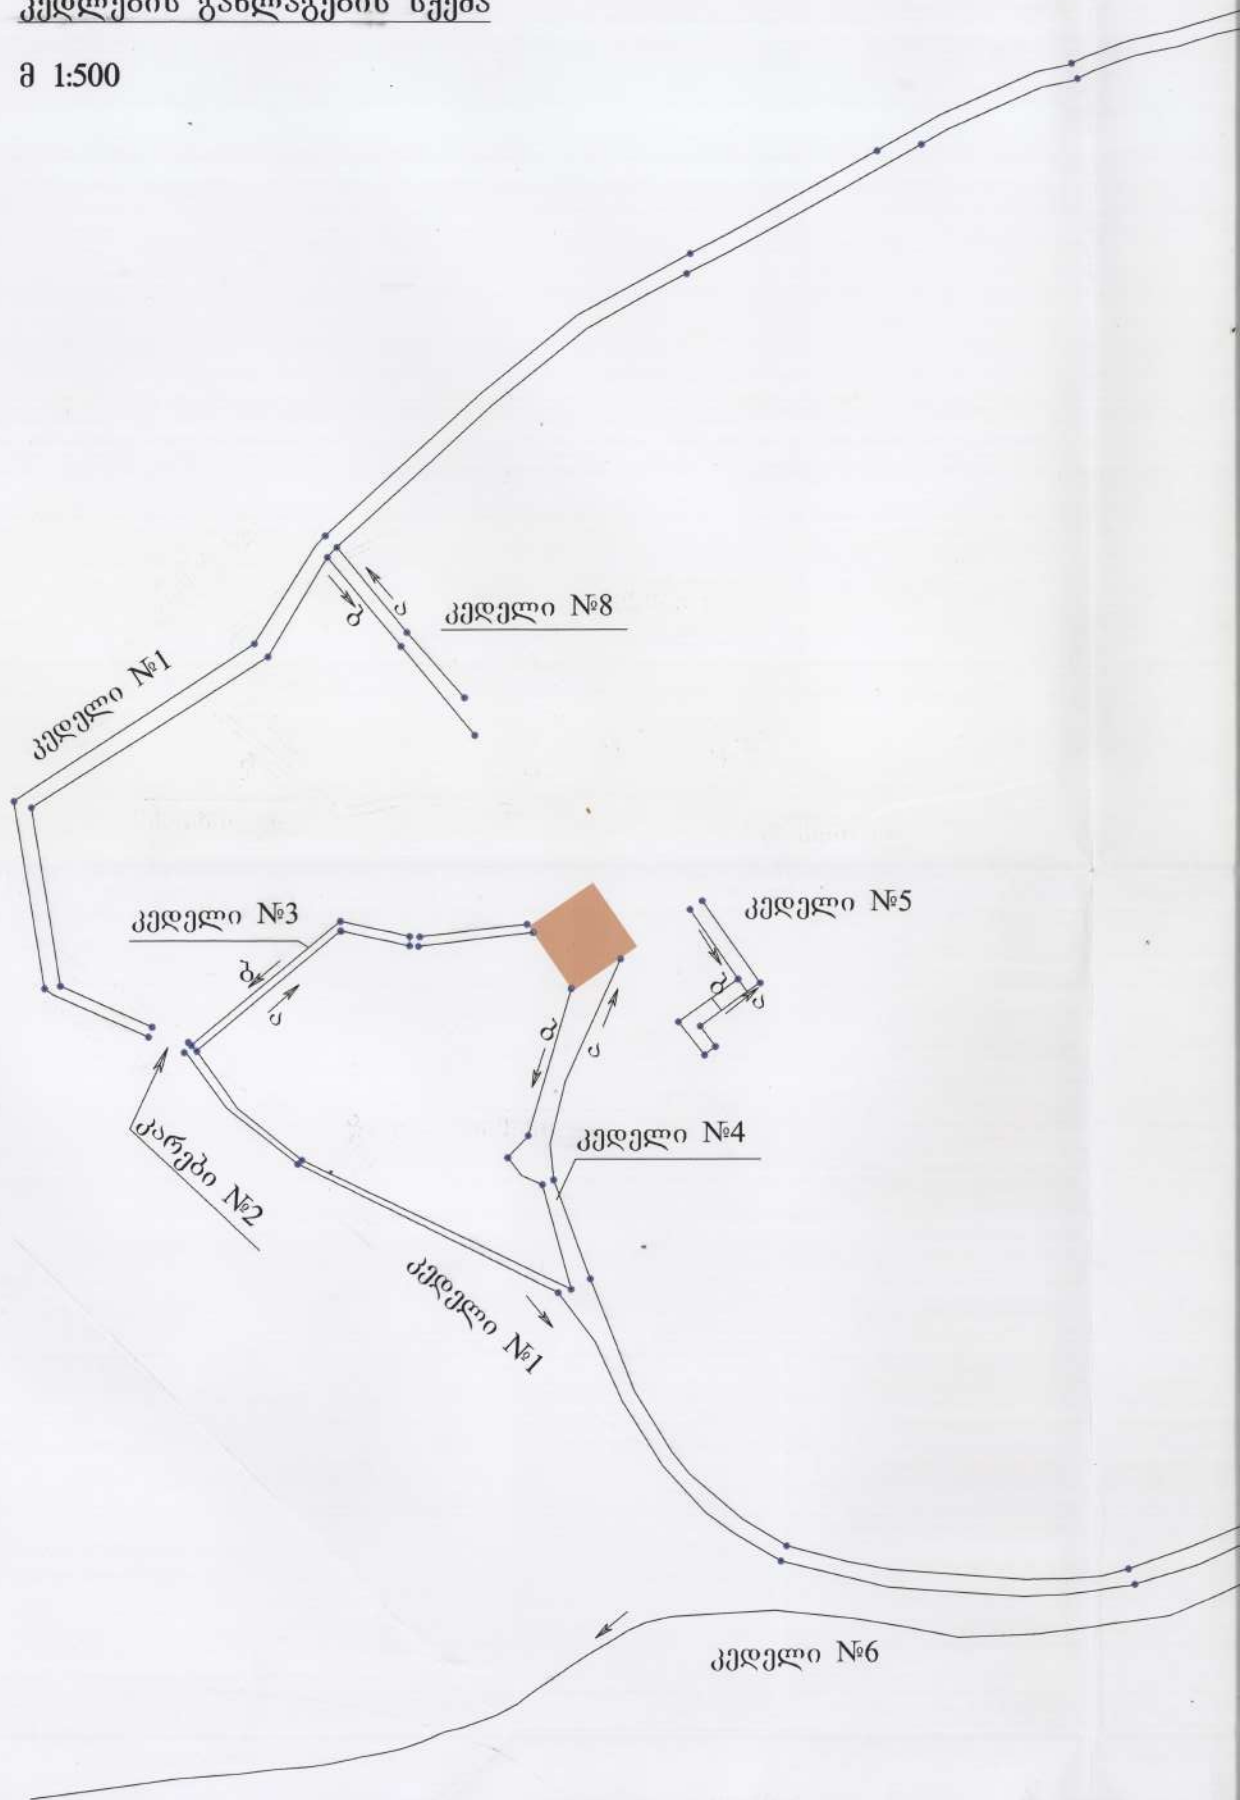 კედლების განლაგების სქემა
მ 1:500
კედელი №8
ბ
ა
კედელი №1
კედელი №3
ბ
ა
კედელი №5
ბ
ა
ბ
ა
კედელი №4
კარები №2
კედელი №1
კედელი №6